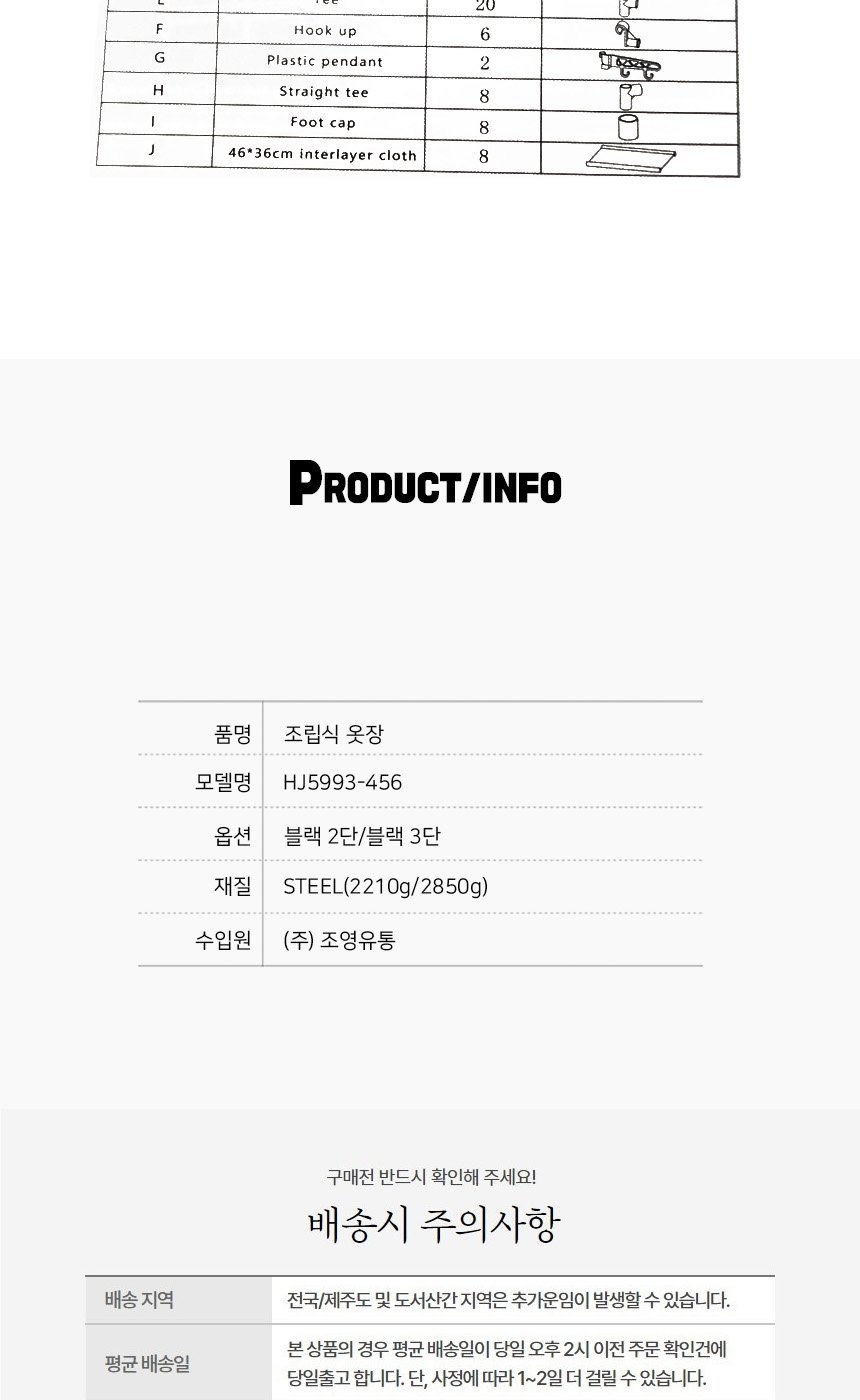 E Tee 20
F Hook up 6
G Plastic pendant 2
H Straight tee 8
I Foot cap 8
J 46*36cm interlayer cloth 8
PRODUCT/INFO
품명 조립식 옷장
모델명 HJ5993-456
옵션 블랙 2단/블랙 3단
재질 STEEL(2210g/2850g)
수입원 (주) 조영유통
구매전 반드시 확인해 주세요!
배송시 주의사항
배송 지역 전국/제주도 및 도서산간 지역은 추가운임이 발생할 수 있습니다.
평균 배송일 본 상품의 경우 평균 배송일이 당일 오후 2시 이전 주문 확인건에
당일출고 합니다. 단, 사정에 따라 1~2일 더 걸릴 수 있습니다.